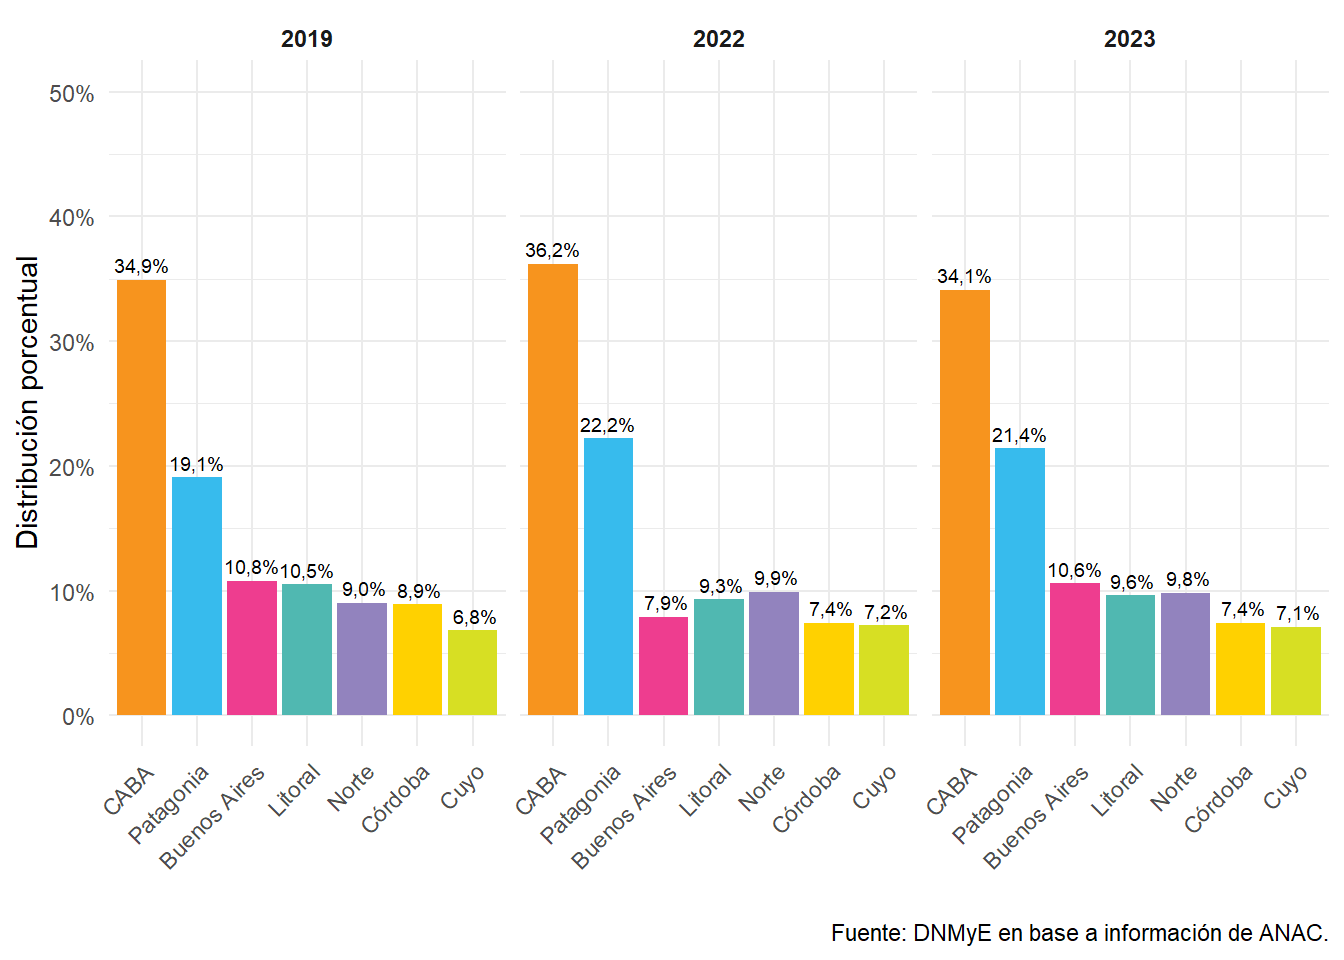 2019
2022
2023
Distribución porcentual
50%
40%
30%
20%
10%
0%
34,9%
19,1%
10,8%
10,5%
9,0%
8,9%
6,8%
36,2%
22,2%
7,9%
9,3%
9,9%
7,4%
7,2%
34,1%
21,4%
10,6%
9,6%
9,8%
7,4%
7,1%
CABA
Patagonia
Buenos Aires
Litoral
Norte
Córdoba
Cuyo
CABA
Patagonia
Buenos Aires
Litoral
Norte
Córdoba
Cuyo
CABA
Patagonia
Buenos Aires
Litoral
Norte
Córdoba
Cuyo
Fuente: DNMyE en base a información de ANAC.